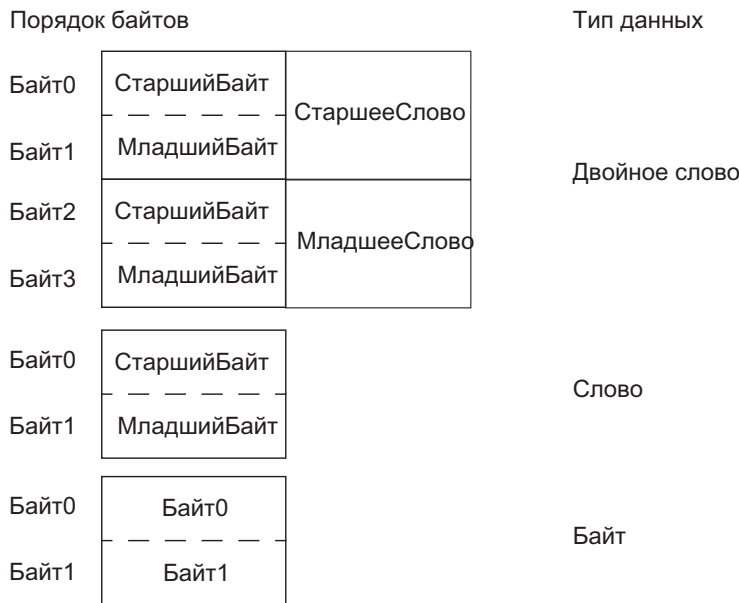 Порядок байтов Тип данных
Байт0 СтаршийБайт
СтаршееСлово
Байт1 МладшийБайт
Двойное слово
Байт2 СтаршийБайт
МладшееСлово
Байт3 МладшийБайт
Байт0 СтаршийБайт
Слово
Байт1 МладшийБайт
Байт0 Байт0
Байт
Байт1 Байт1